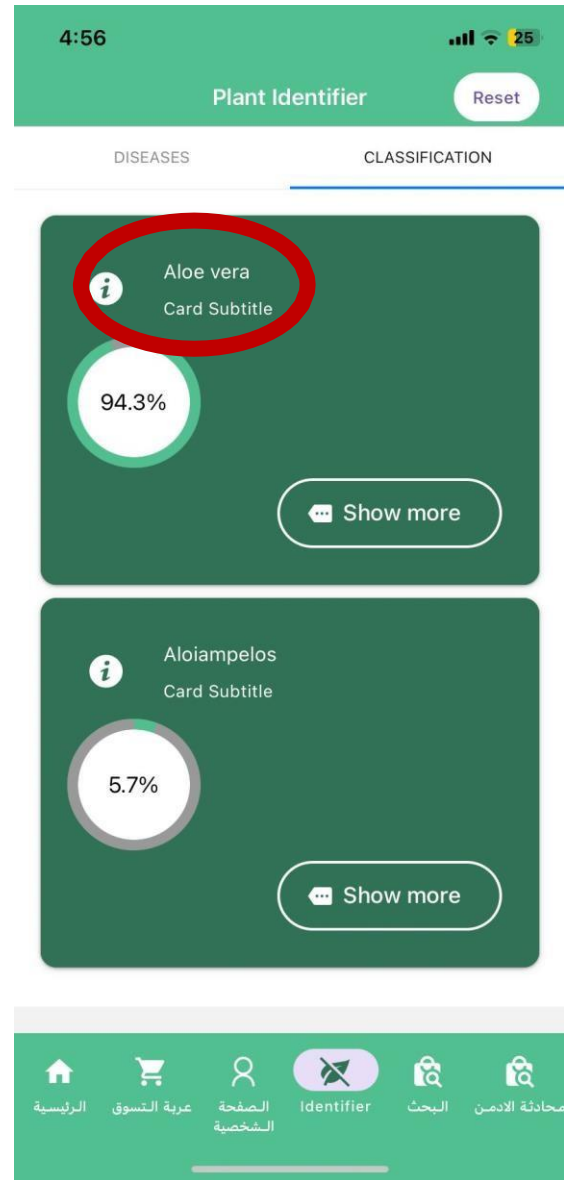 4:56
25
Plant Identifier
Reset
DISEASES
CLASSIFICATION
Aloe vera
Card Subtitle
94.3%
Show more
Aloiampelos
Card Subtitle
5.7%
Show more
الرئيسية
عربة التسوق
الصفحة
الشخصية
Identifier
البحث
محادثة الادمن